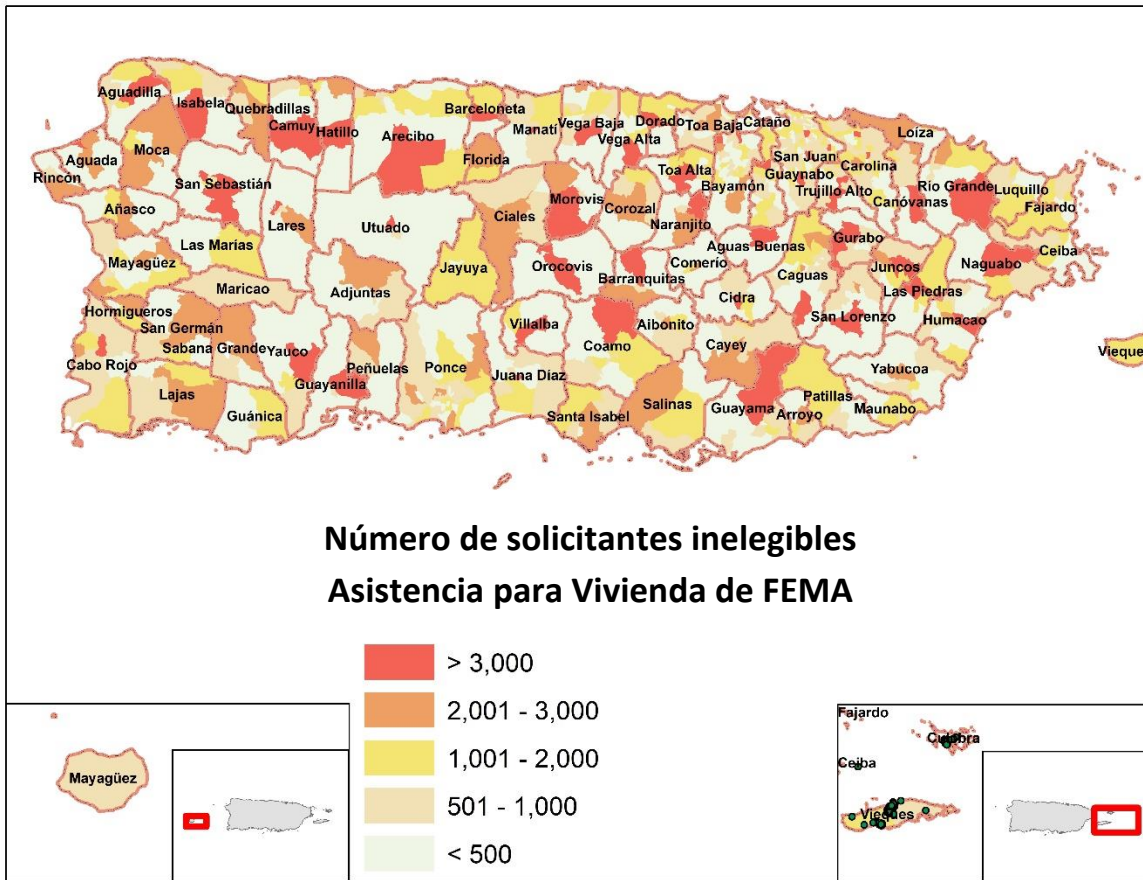 Aguadilla
Isabela
Quebradillas
Camuy
Hatillo
Arecibo
Barceloneta
Manatí
Vega Baja
Vega Alta
Dorado
Toa Baja
Cataño
San Juan
Guaynabo
Carolina
Loíza
Trujillo Alto
Canóvanas
Río Grande
Luquillo
Fajardo
Aguada
Rincón
Moca
San Sebastián
Añasco
Lares
Utuado
Florida
Ciales
Morovis
Corozal
Toa Alta
Bayamón
Naranjito
Las Marías
Mayagüez
Maricao
Adjuntas
Jayuya
Orocovis
Barranquitas
Comerío
Aguas Buenas
Gurabo
Caguas
Juncos
Naguabo
Ceiba
Las Piedras
Humacao
Cidra
San Lorenzo
Hormigueros
San Germán
Sabana Grande
Cabo Rojo
Lajas
Yauco
Guánica
Guayanilla
Peñuelas
Ponce
Villalba
Juana Díaz
Coamo
Aibonito
Santa Isabel
Salinas
Cayey
Guayama
Patillas
Arroyo
Yabucoa
Maunabo
Vieque
Número de solicitantes inelegibles
Asistencia para Vivienda de FEMA
> 3,000
2,001 - 3,000
1,001 - 2,000
501 - 1,000
< 500
Mayagüez
Fajardo
Culebra
Ceiba
Vieques